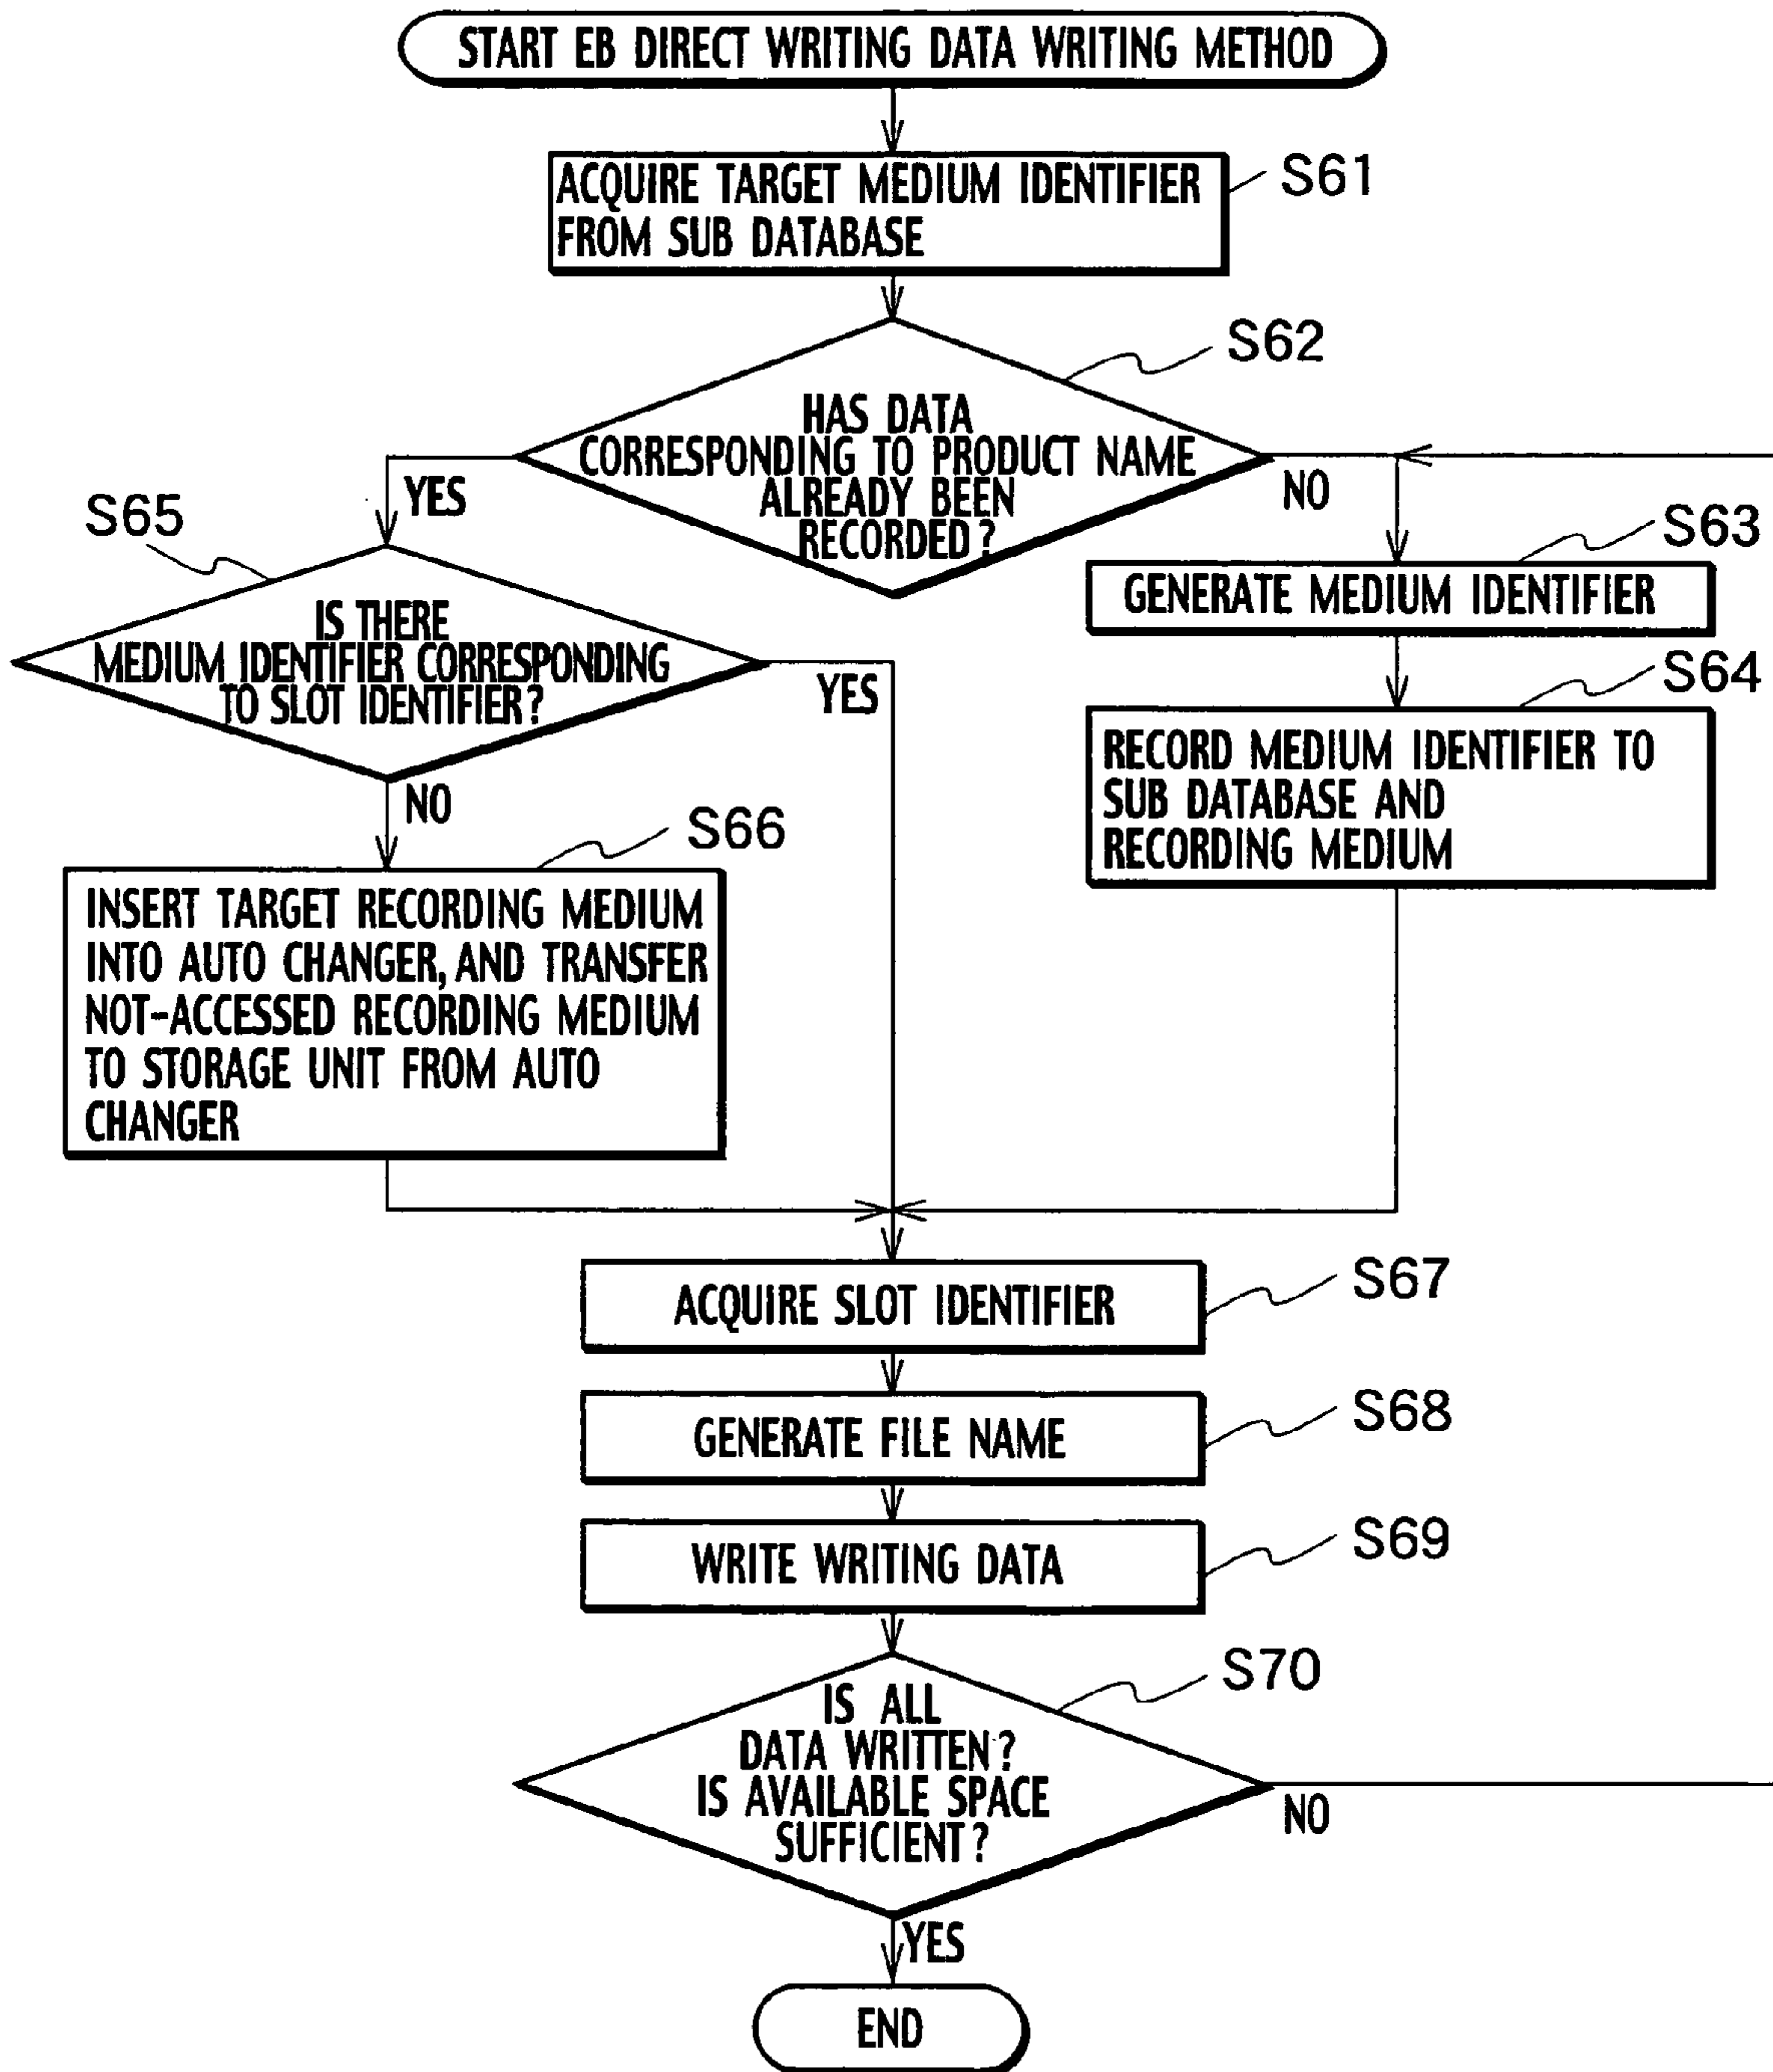 START EB DIRECT WRITING DATA WRITING METHOD
ACQUIRE TARGET MEDIUM IDENTIFIER
FROM SUB DATABASE
S61
HAS DATA
CORRESPONDING TO PRODUCT NAME
ALREADY BEEN
RECORDED?
S62
YES
NO
S65
IS THERE
MEDIUM IDENTIFIER CORRESPONDING
TO SLOT IDENTIFIER?
YES
NO
S63
GENERATE MEDIUM IDENTIFIER
S64
RECORD MEDIUM IDENTIFIER TO
SUB DATABASE AND
RECORDING MEDIUM
S66
INSERT TARGET RECORDING MEDIUM
INTO AUTO CHANGER, AND TRANSFER
NOT-ACCESSED RECORDING MEDIUM
TO STORAGE UNIT FROM AUTO
CHANGER
ACQUIRE SLOT IDENTIFIER
S67
GENERATE FILE NAME
S68
WRITE WRITING DATA
S69
IS ALL
DATA WRITTEN?
IS AVAILABLE SPACE
SUFFICIENT?
S70
NO
YES
END